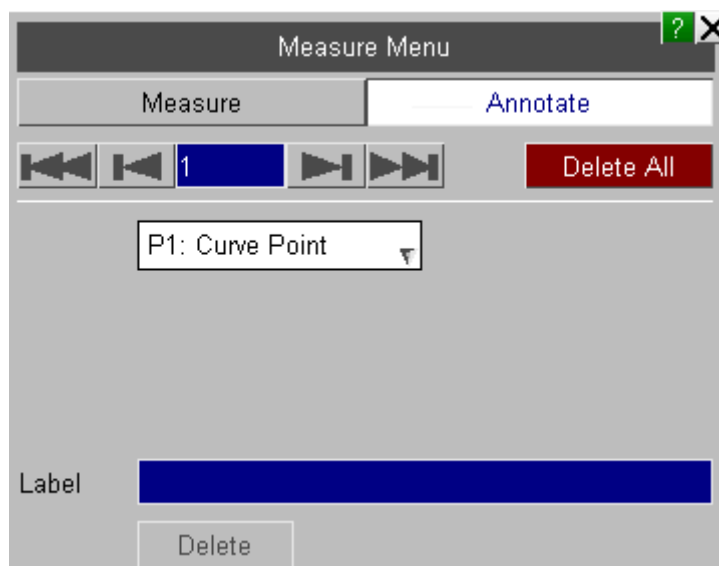 Measure Menu
?
X
Measure
Annotate
1
Delete All
P1: Curve Point
Label
Delete